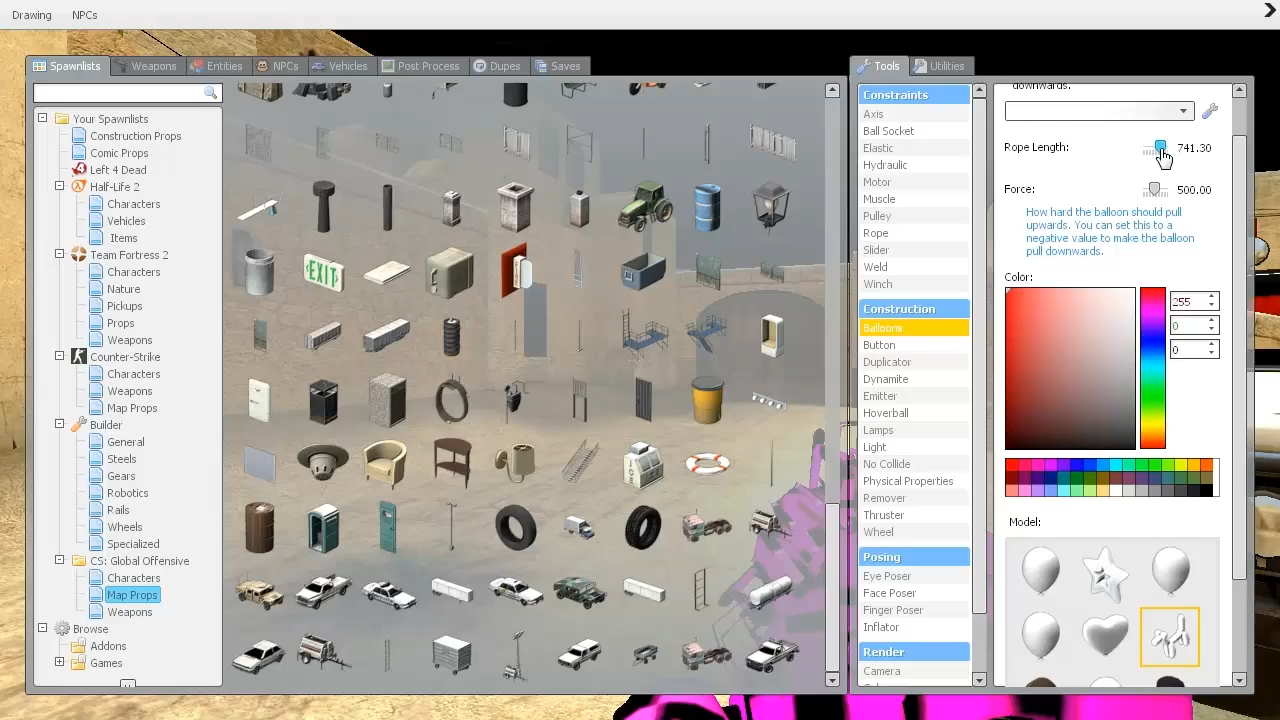 Drawing NPCs
Spawnlists Weapons Entities NPCs Vehicles Post Process Dupes Saves
Tools Utilities
Your Spawnlists
Construction Props
Comic Props
Left 4 Dead
Half-Life 2
Characters
Vehicles
Items
Team Fortress 2
Characters
Nature
Pickups
Props
Weapons
Counter-Strike
Characters
Weapons
Map Props
Builder
General
Steels
Gears
Robotics
Rails
Wheels
Specialized
CS: Global Offensive
Characters
Map Props
Weapons
Browse
Addons
Games
EXIT
ICE
Constraints
Axis
Ball Socket
Elastic
Hydraulic
Motor
Muscle
Pulley
Rope
Slider
Weld
Winch
Construction
Balloons
Button
Duplicator
Dynamite
Emitter
Hoverball
Lamps
Light
No Collide
Physical Properties
Remover
Thruster
Wheel
Posing
Eye Poser
Face Poser
Finger Poser
Inflator
Render
Camera
downwards.
Rope Length: 741.30
Force: 500.00
How hard the balloon should pull
upwards. You can set this to a
negative value to make the balloon
pull downwards.
Color:
255
0
0
Model: